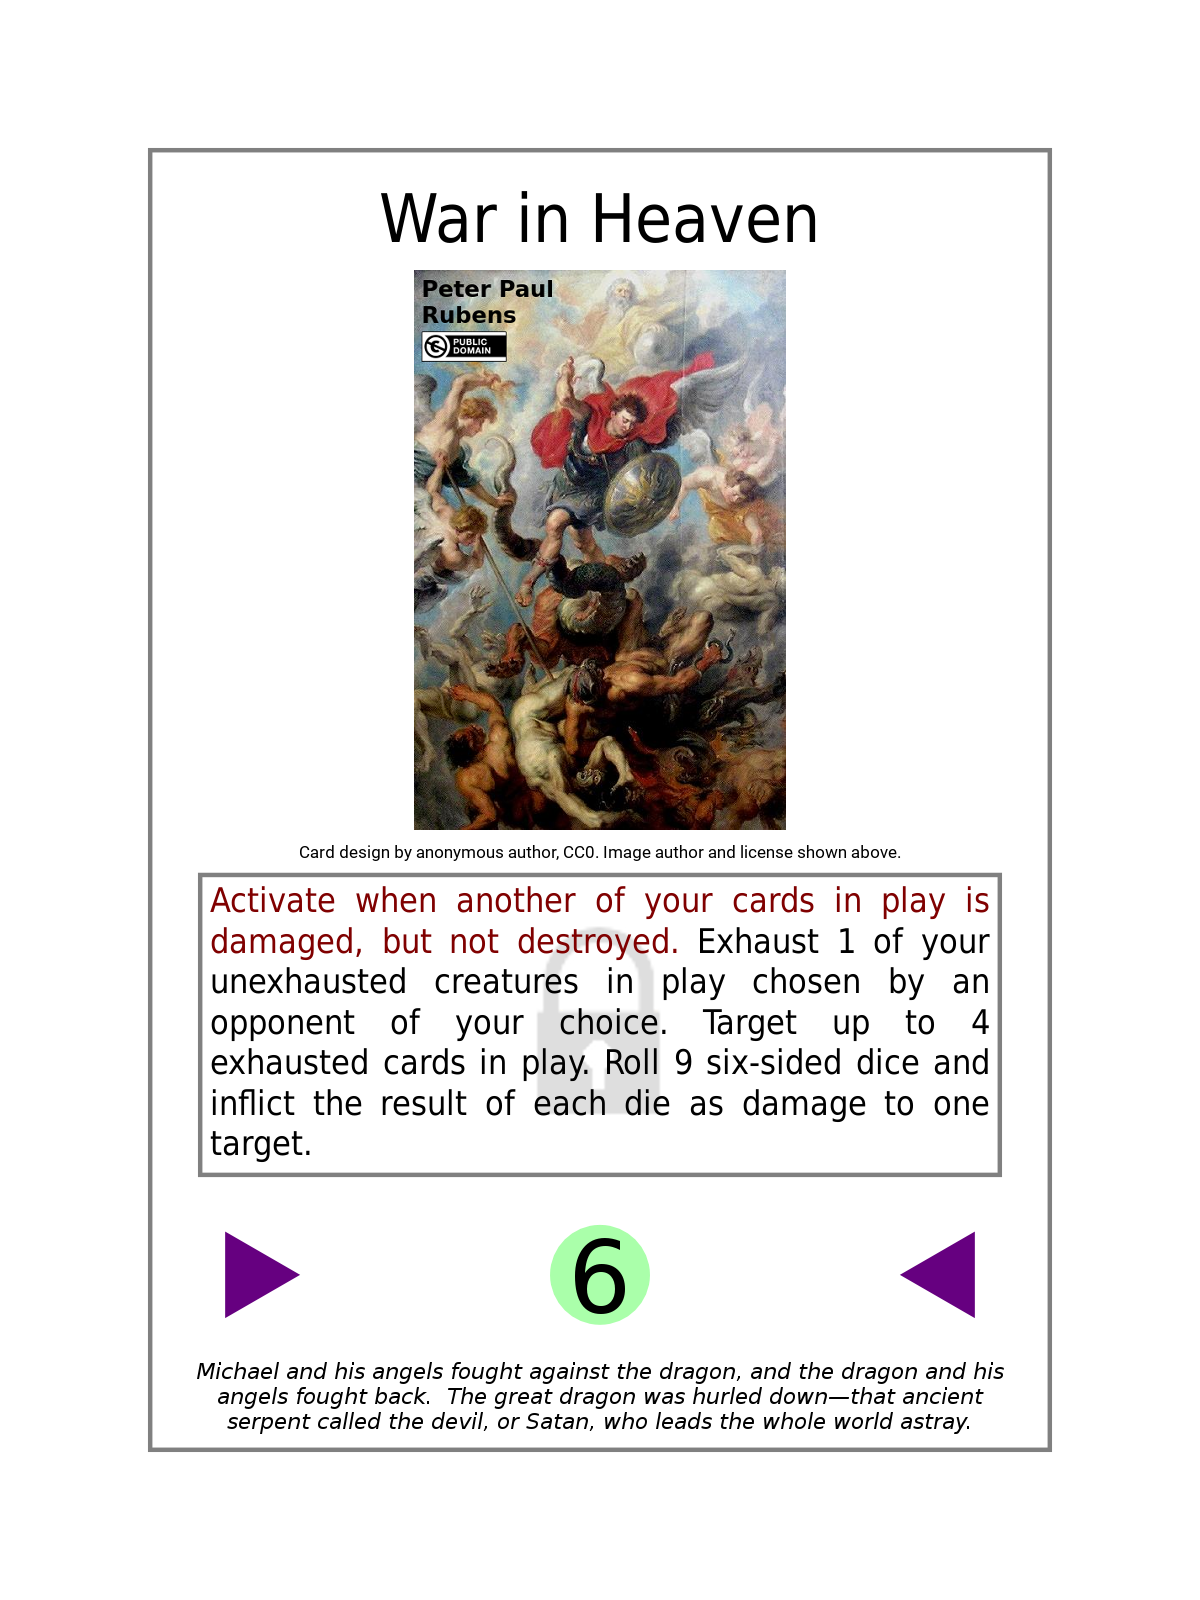 War in Heaven
Peter Paul
Rubens
PUBLIC
DOMAIN
Card design by anonymous author, CC0. Image author and license shown above.
Activate when another of your cards in play is
damaged, but not destroyed. Exhaust 1 of your
unexhausted creatures in play chosen by an
opponent of your choice. Target up to 4
exhausted cards in play. Roll 9 six-sided dice and
inflict the result of each die as damage to one
target.
6
Michael and his angels fought against the dragon, and the dragon and his
angels fought back.  The great dragon was hurled down—that ancient
serpent called the devil, or Satan, who leads the whole world astray.